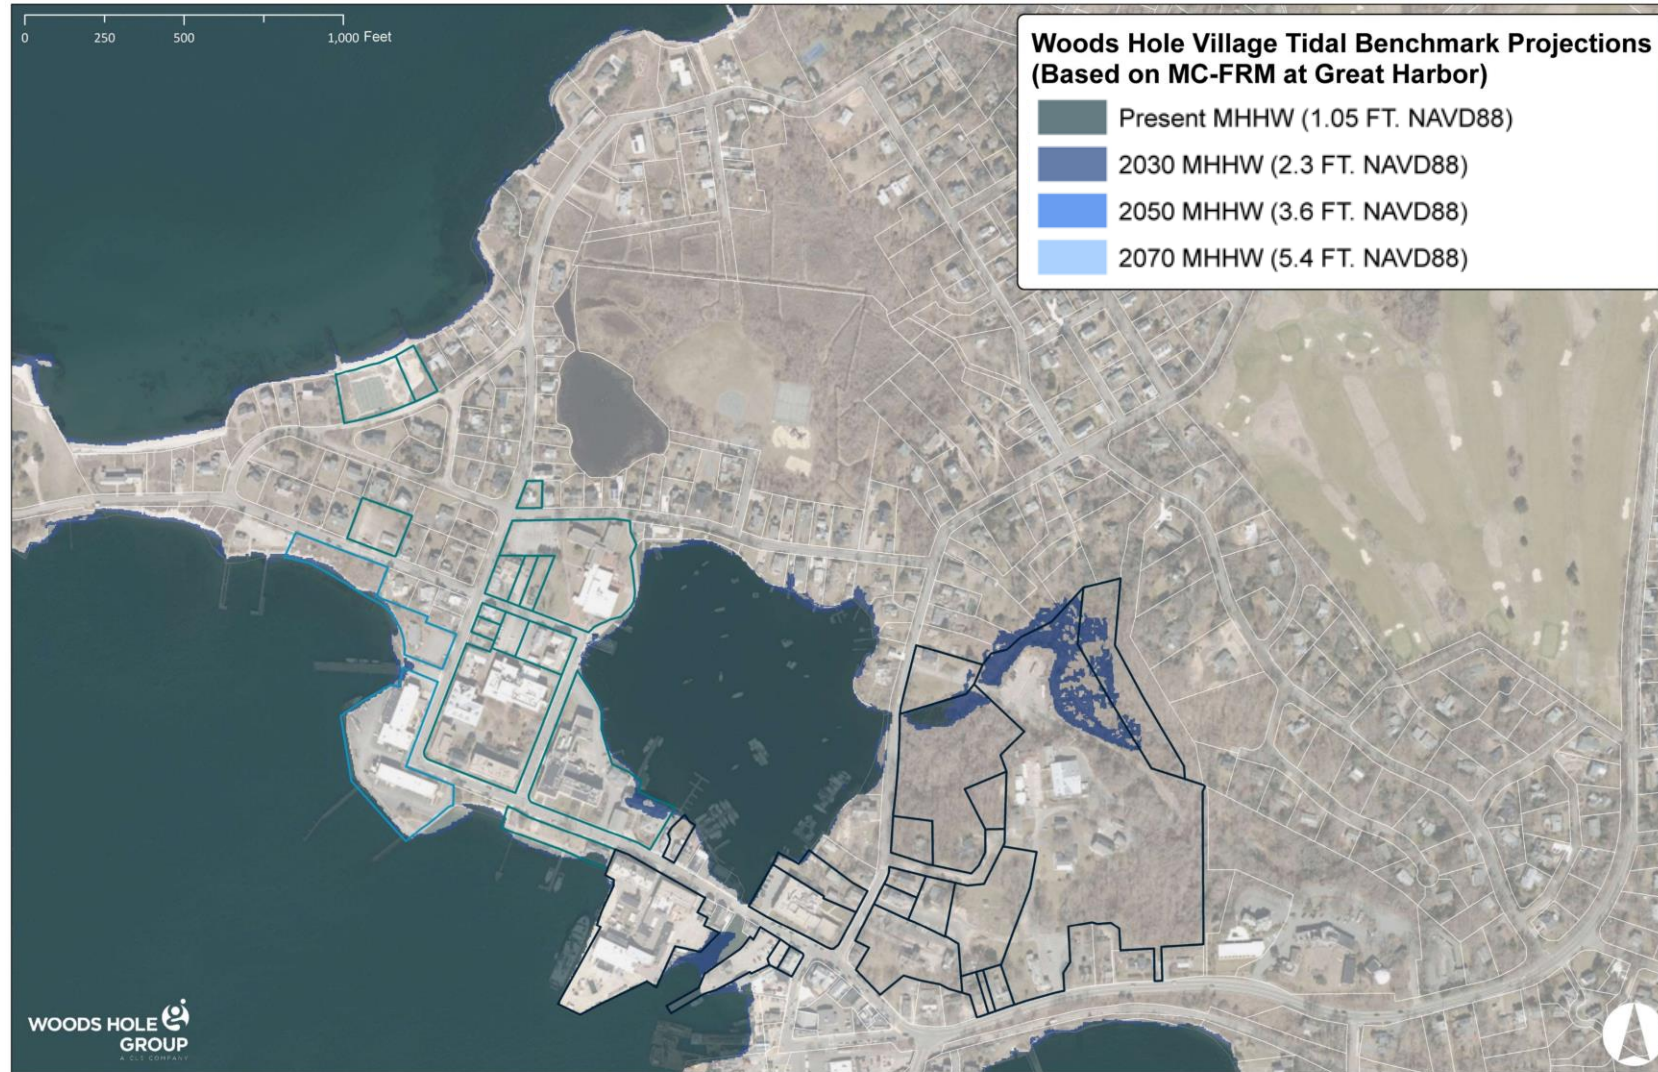 0 250 500 1,000 Feet
Woods Hole Village Tidal Benchmark Projections
(Based on MC-FRM at Great Harbor)
Present MHHW (1.05 FT. NAVD88)
2030 MHHW (2.3 FT. NAVD88)
2050 MHHW (3.6 FT. NAVD88)
2070 MHHW (5.4 FT. NAVD88)
WOODS HOLE
GROUP
A CLS COMPANY